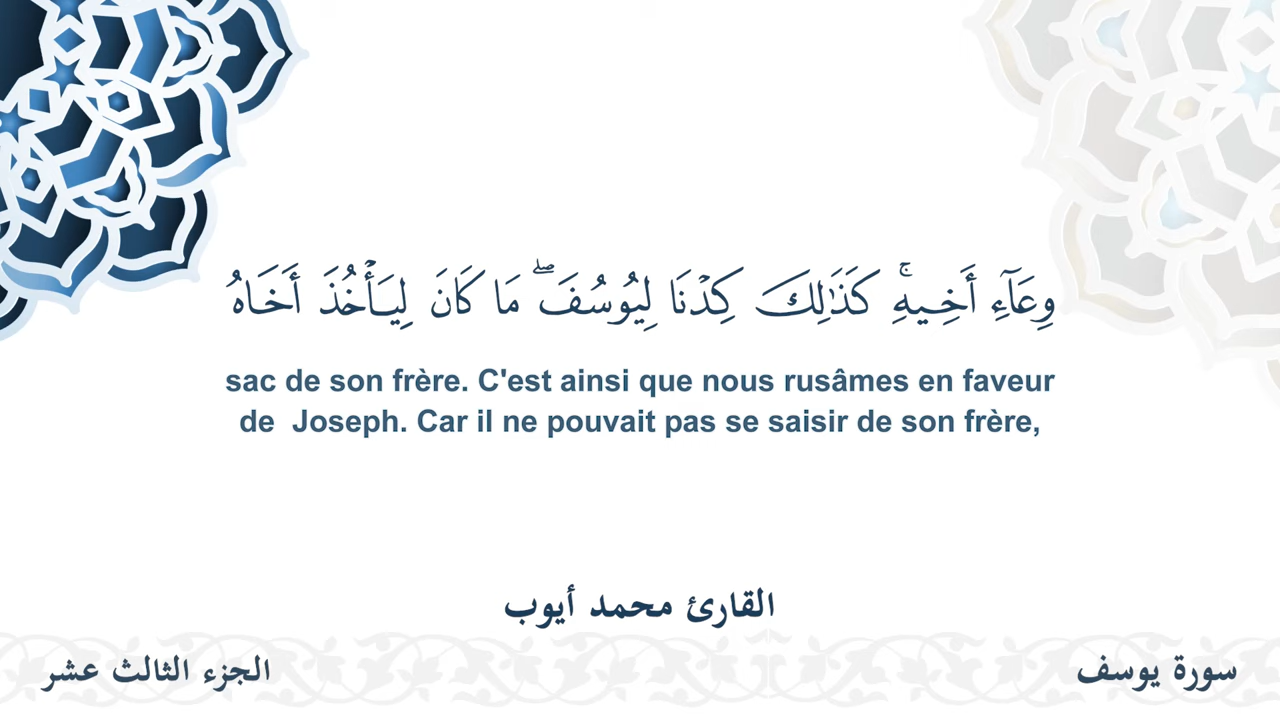 وِعَآءِ أَخِيهِۚ كَذَٰلِكَ كِدْنَا لِيُوسُفَۖ مَا كَانَ لِيَأْخُذَ أَخَاهُ
sac de son frère. C'est ainsi que nous rusâmes en faveur
de  Joseph. Car il ne pouvait pas se saisir de son frère,
القارئ محمد أيوب
سورة يوسف
الجزء الثالث عشر